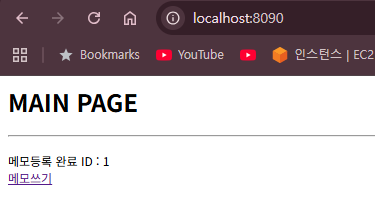 localhost:8090
Bookmarks
YouTube
인스턴스 | EC2
MAIN PAGE
메모등록 완료 ID : 1
메모쓰기